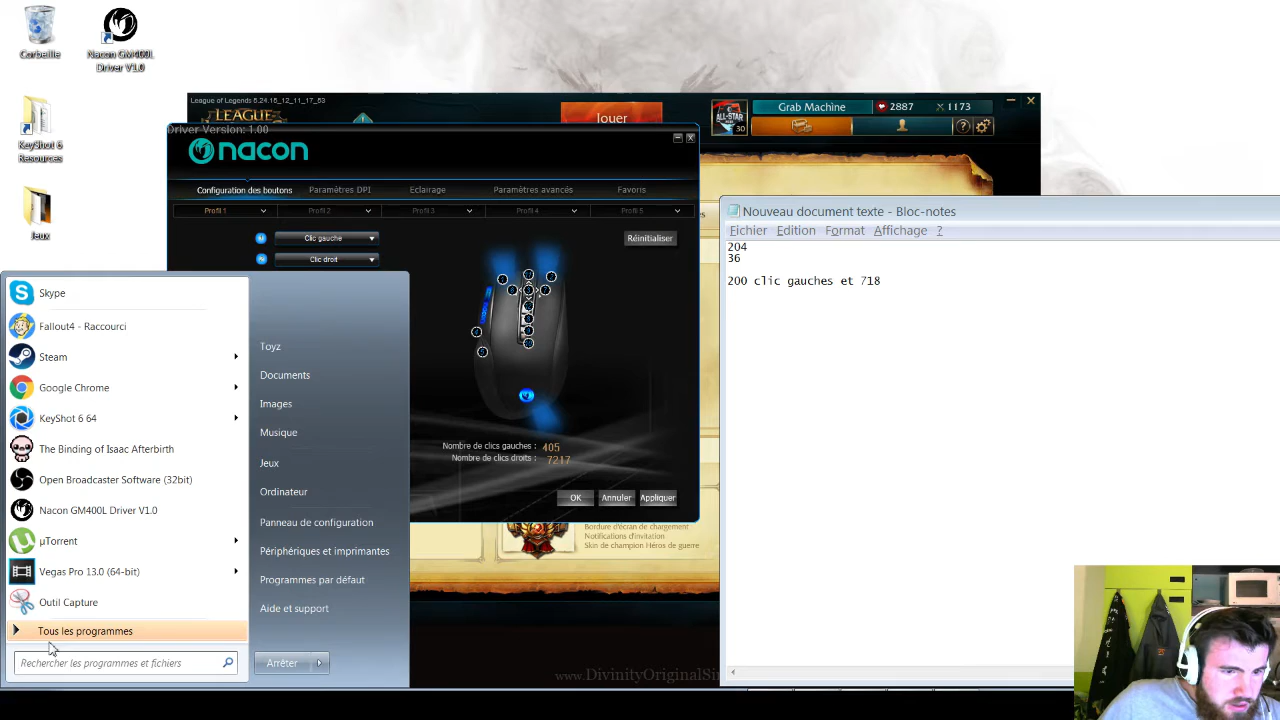 Corbeille
Nacon GM400L
Driver V1.0
KeyShot 6
Resources
Jeux
League of Legends 6.24.16_12_11_17_63
LEAGUE
Jouer
ALL-STAR
30
Grab Machine
2887
1173
?
Driver Version: 1.00
nacon
Configuration des boutons
Paramètres DPI
Eclairage
Paramètres avancés
Favoris
Profil 1
Profil 2
Profil 3
Profil 4
Profil 5
Clic gauche
Réinitialiser
Clic droit
Nombre de clics gauches : 405
Nombre de clics droits : 7217
OK
Annuler
Appliquer
Bordure d'écran de chargement
Notifications d'invitation
Skin de champion Héros de guerre
Nouveau document texte - Bloc-notes
Fichier
Edition
Format
Affichage
?
204
36
200 clic gauches et 718
Skype
Fallout4 - Raccourci
Steam
Google Chrome
KeyShot 6 64
The Binding of Isaac Afterbirth
Open Broadcaster Software (32bit)
Nacon GM400L Driver V1.0
µTorrent
Vegas Pro 13.0 (64-bit)
Outil Capture
Tous les programmes
Rechercher les programmes et fichiers
Toyz
Documents
Images
Musique
Jeux
Ordinateur
Panneau de configuration
Périphériques et imprimantes
Programmes par défaut
Aide et support
Arrêter
www.DivinityOriginalSi